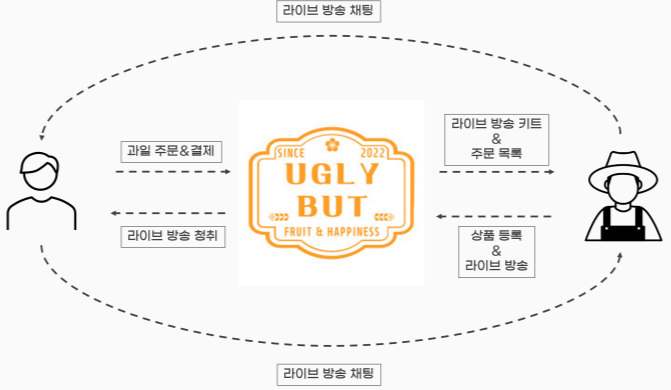 라이브 방송 채팅
과일 주문&결제
라이브 방송 청취
SINCE 2022
UGLY
BUT
FRUIT & HAPPINESS
라이브 방송 키트
&
주문 목록
상품 등록
&
라이브 방송
라이브 방송 채팅